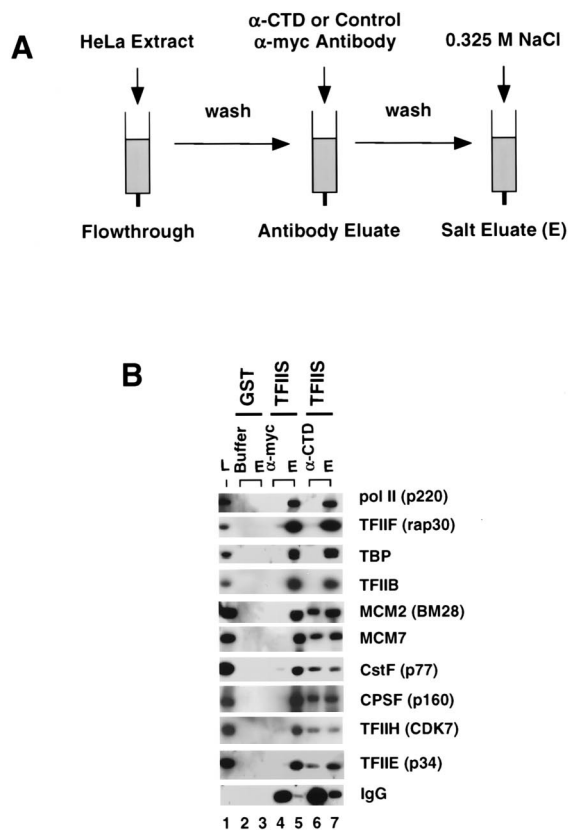 A
HeLa Extract
α-CTD or Control
α-myc Antibody
0.325 M NaCl
wash
wash
Flowthrough
Antibody Eluate
Salt Eluate (E)
B
GST
TFIIS
TFIIS
L
Buffer
E
α-myc
E
α-CTD
E
pol II (p220)
TFIIF (rap30)
TBP
TFIIB
MCM2 (BM28)
MCM7
CstF (p77)
CPSF (p160)
TFIIH (CDK7)
TFIIE (p34)
IgG
1 2 3 4 5 6 7